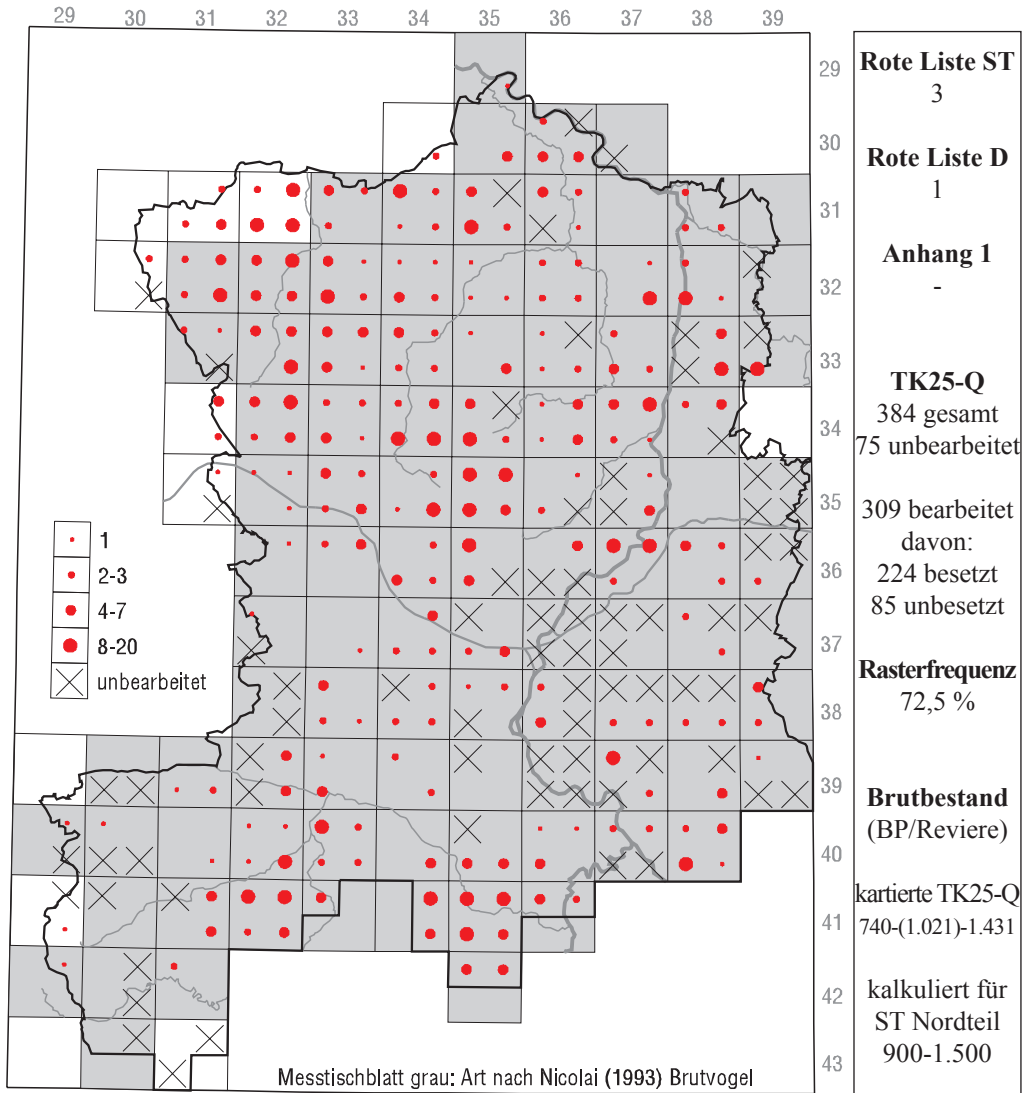 29 30 31 32 33 34 35 36 37 38 39
29
30
31
32
33
34
35
36
37
38
39
40
41
42
43
1
2-3
4-7
8-20
unbearbeitet
Messtischblatt grau: Art nach Nicolai (1993) Brutvogel
Rote Liste ST
3
Rote Liste D
1
Anhang 1
-
TK25-Q
384 gesamt
75 unbearbeitet
309 bearbeitet
davon:
224 besetzt
85 unbesetzt
Rasterfrequenz
72,5 %
Brutbestand
(BP/Reviere)
kartierte TK25-Q
740-(1.021)-1.431
kalkuliert für
ST Nordteil
900-1.500